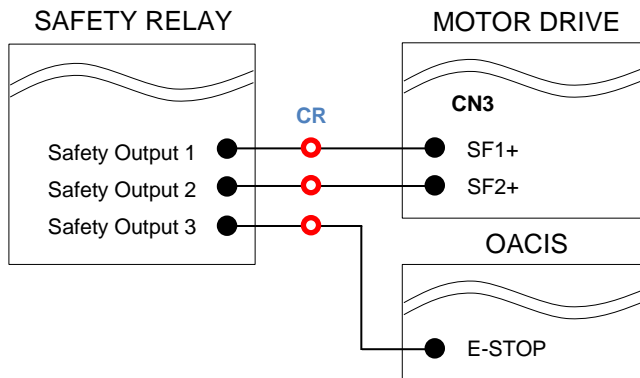 SAFETY RELAY
MOTOR DRIVE
CR
CN3
Safety Output 1
SF1+
Safety Output 2
SF2+
Safety Output 3
OACIS
E-STOP